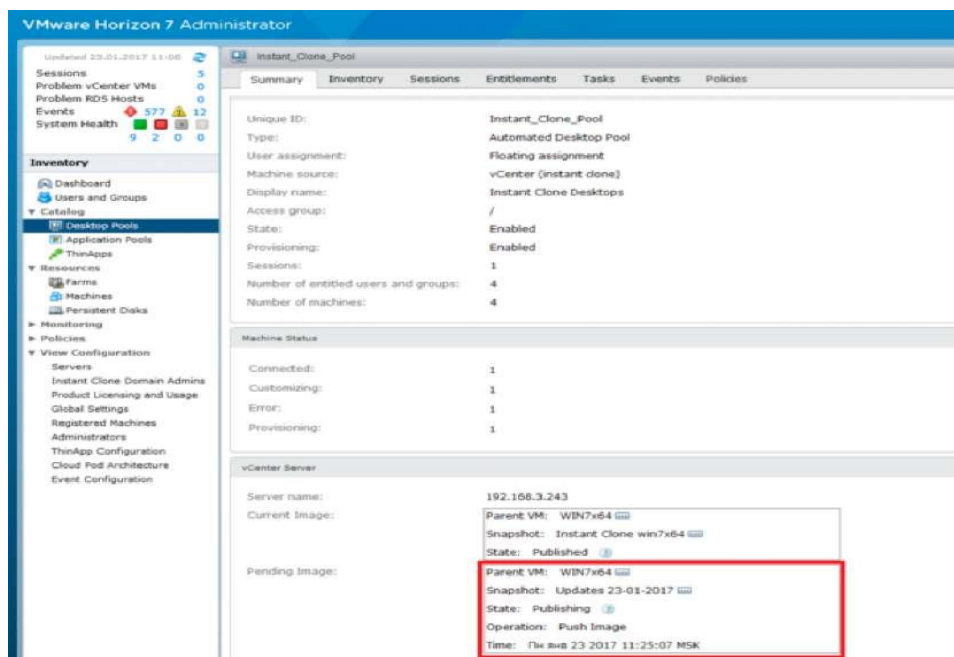 VMware Horizon 7 Administrator
Updated 23.01.2017 11:08
Sessions 5
Problem vCenter VMs 0
Problem RDS Hosts 0
Events 577 12
System Health
9 2 0 0
Inventory
Dashboard
Users and Groups
Catalog
Desktop Pools
Application Pools
ThinApps
Resources
Farms
Machines
Persistent Disks
Monitoring
Policies
View Configuration
Servers
Instant Clone Domain Admins
Product Licensing and Usage
Global Settings
Registered Machines
Administrators
ThinApp Configuration
Cloud Pod Architecture
Event Configuration
Instant_Clone_Pool
Summary Inventory Sessions Entitlements Tasks Events Policies
Unique ID: Instant_Clone_Pool
Type: Automated Desktop Pool
User assignment: Floating assignment
Machine source: vCenter (instant clone)
Display name: Instant Clone Desktops
Access group: /
State: Enabled
Provisioning: Enabled
Sessions: 1
Number of entitled users and groups: 4
Number of machines: 4
Machine Status
Connected: 1
Customizing: 1
Error: 1
Provisioning: 1
vCenter Server
Server name: 192.168.3.243
Current Image: Parent VM: WIN7x64
Snapshot: Instant Clone win7x64
State: Published
Pending Image: Parent VM: WIN7x64
Snapshot: Updates 23-01-2017
State: Publishing
Operation: Push Image
Time: Пн янв 23 2017 11:25:07 MSK